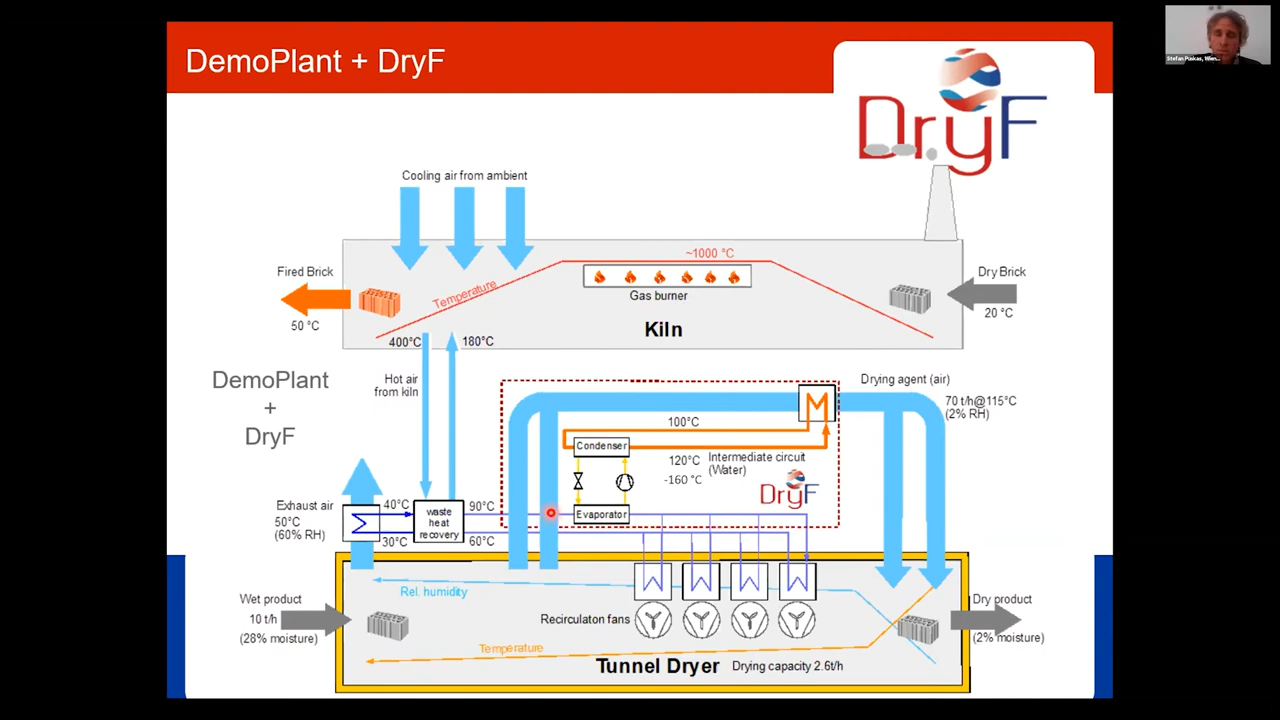 DemoPlant + DryF
Stefan Puskas, Wien...
DryF
Cooling air from ambient
~1000 °C
Fired Brick
Temperature
Gas burner
Dry Brick
50 °C
Kiln
20 °C
400°C
180°C
Hot air
from kiln
DemoPlant
+
DryF
Drying agent (air)
70 t/h@115°C
(2% RH)
100°C
Condenser
120°C
-160 °C
Intermediate circuit
(Water)
DryF
Exhaust air
50°C
(60% RH)
40°C
30°C
waste
heat
recovery
90°C
60°C
Evaporator
Rel. humidity
Wet product
10 t/h
(28% moisture)
Recirculaton fans
Dry product
(2% moisture)
Temperature
Tunnel Dryer
Drying capacity 2.6t/h